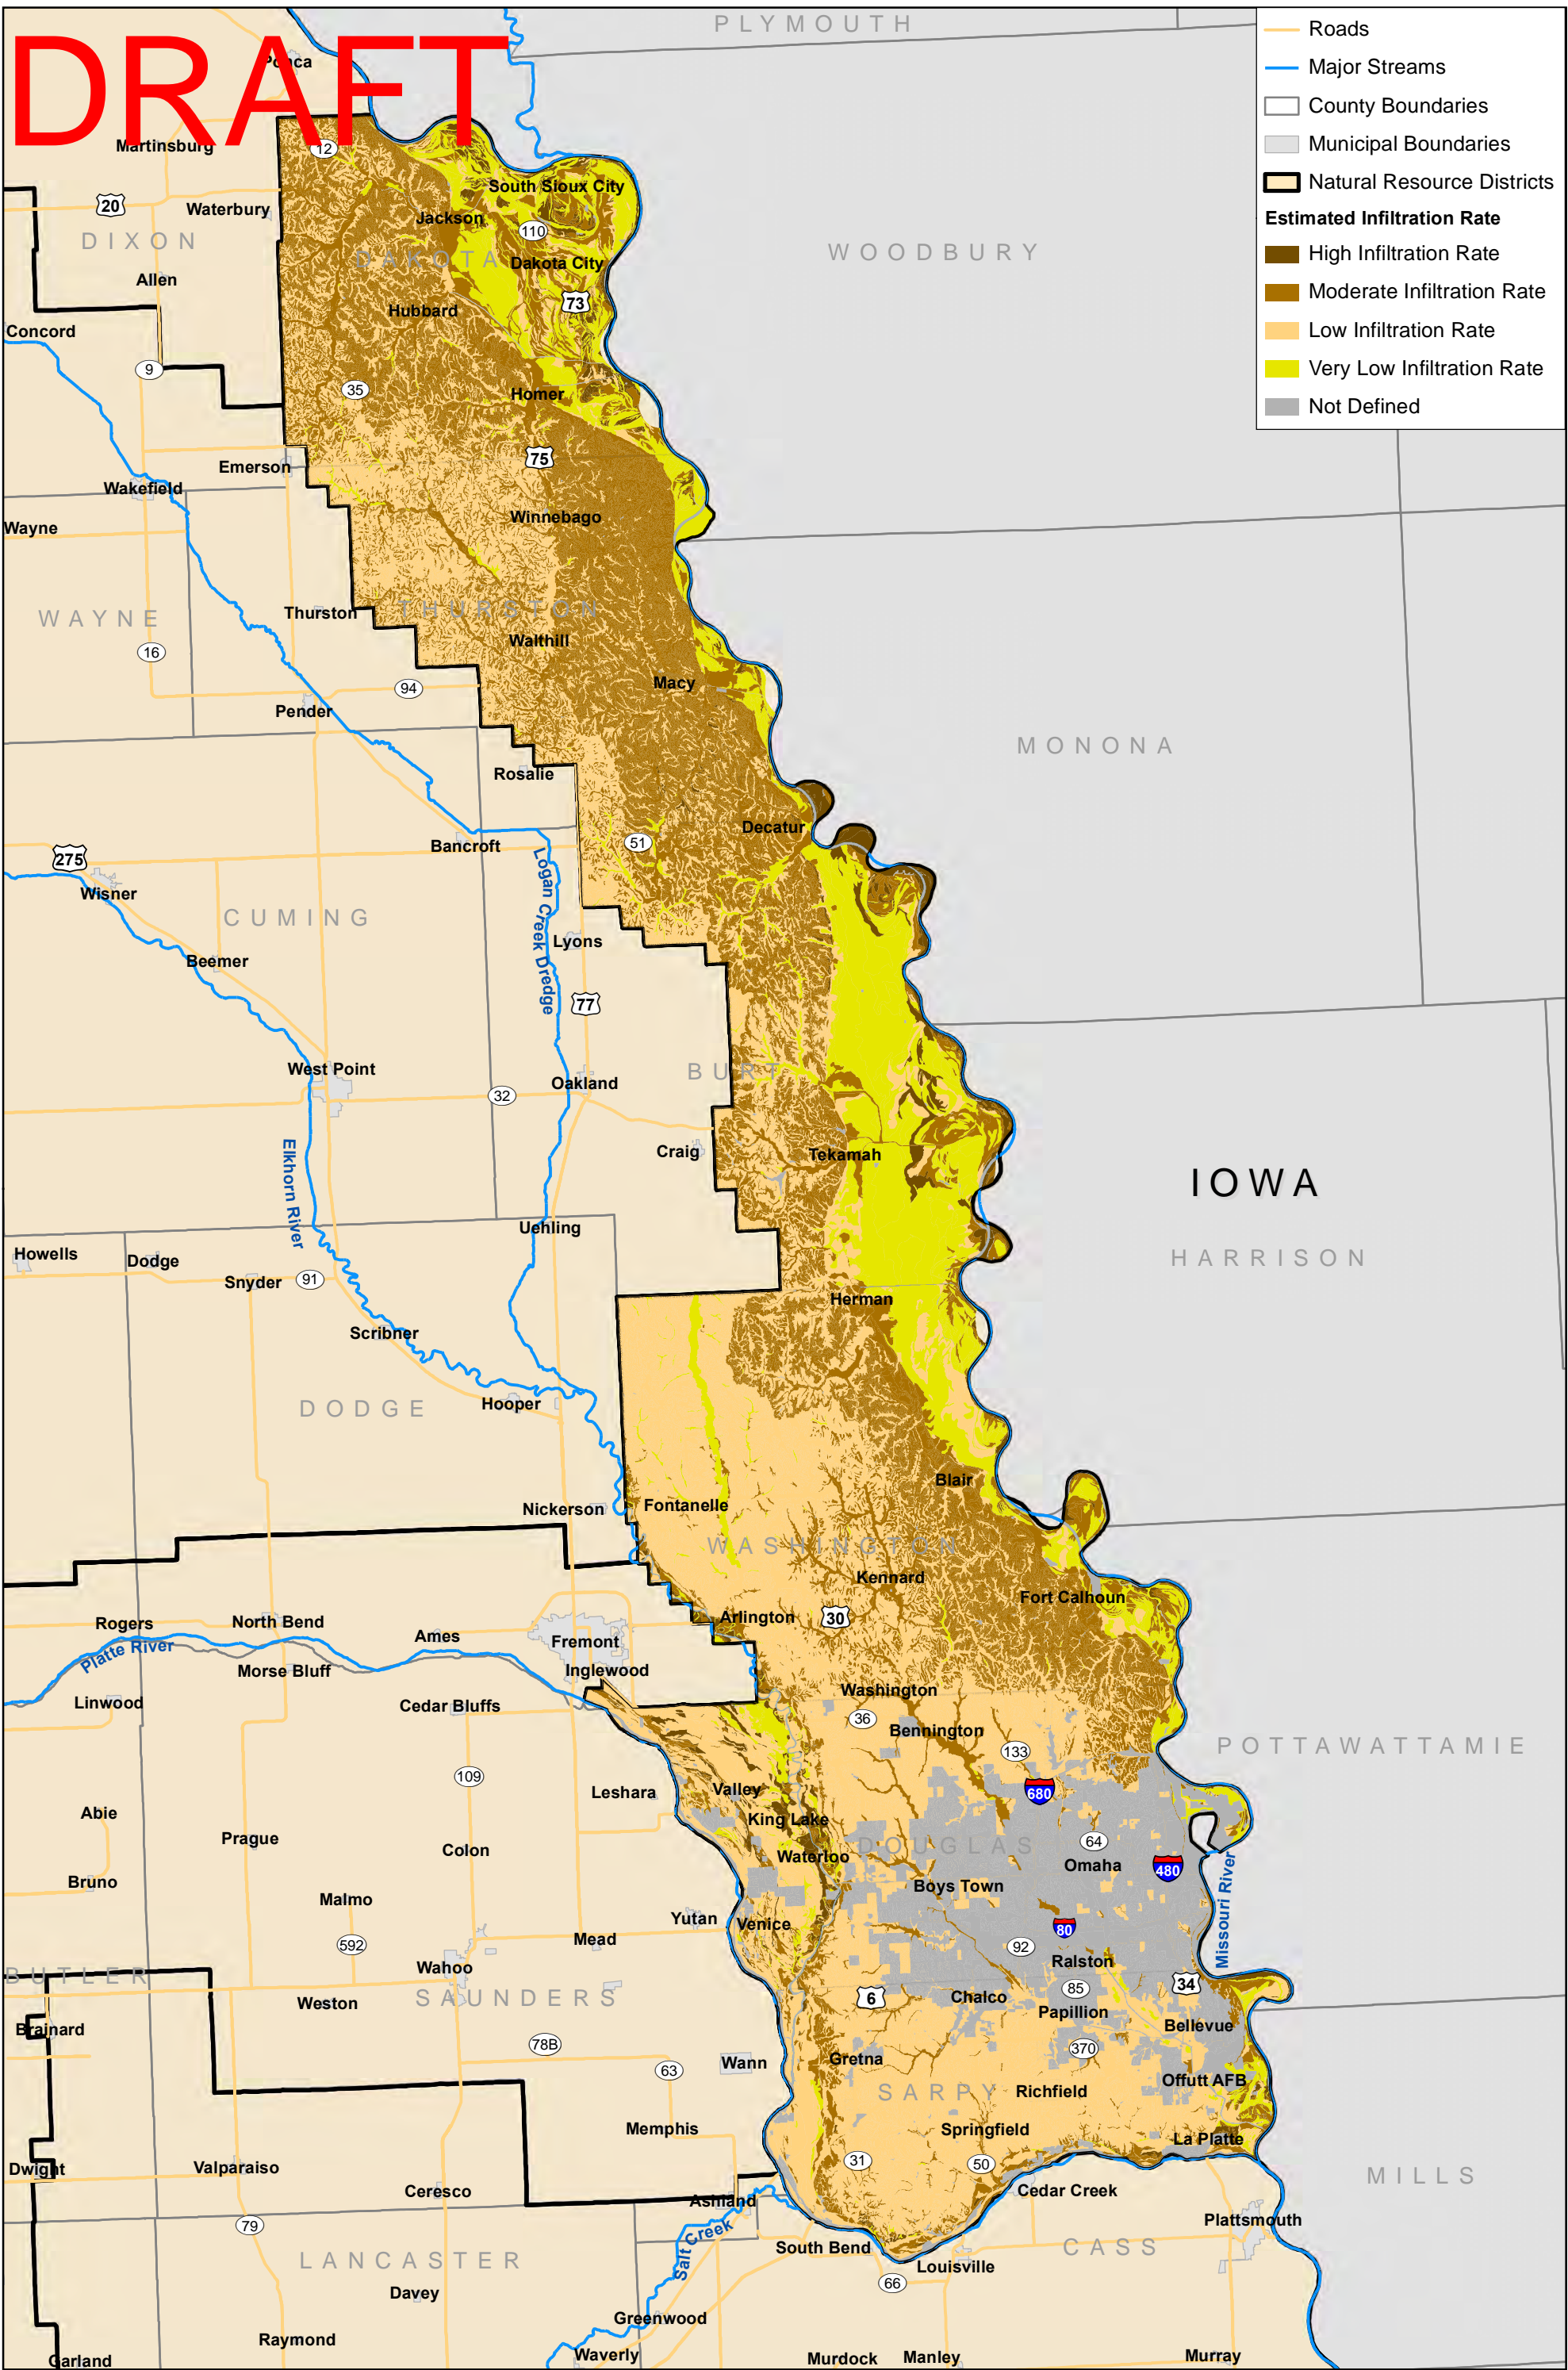 DRAFT
PLYMOUTH
Roads
Major Streams
County Boundaries
Municipal Boundaries
Natural Resource Districts
Estimated Infiltration Rate
High Infiltration Rate
Moderate Infiltration Rate
Low Infiltration Rate
Very Low Infiltration Rate
Not Defined
Ponca
Martinsburg
12
20
Waterbury
DIXON
Allen
Concord
9
South Sioux City
Jackson
110
DAKOTA
Dakota City
WOODBURY
73
Hubbard
35
Homer
75
Emerson
Wakefield
Wayne
Winnebago
WAYNE
Thurston
THURSTON
Walthill
16
94
Macy
Pender
MONONA
Rosalie
Decatur
51
Bancroft
275
Wisner
Logan Creek Dredge
CUMING
Lyons
Beemer
77
West Point
BURT
Oakland
32
Craig
Tekamah
Elkhorn River
IOWA
Uehling
Howells
Dodge
Snyder
91
HARRISON
Herman
Scribner
DODGE
Hooper
Blair
Nickerson
Fontanelle
WASHINGTON
Kennard
Fort Calhoun
Arlington
30
Rogers
North Bend
Ames
Fremont
Platte River
Morse Bluff
Inglewood
Linwood
Cedar Bluffs
Washington
36
Bennington
133
POTTAWATTAMIE
109
Leshara
Valley
680
Abie
King Lake
Prague
Colon
DOUGLAS
64
Waterloo
Omaha
480
Bruno
Boys Town
Missouri River
Malmo
Yutan
Venice
80
592
Mead
92
Wahoo
Ralston
BUTLER
SAUNDERS
Weston
6
Chalco
85
34
Papillion
Brainard
Bellevue
78B
370
Wann
Gretna
63
SARPY
Richfield
Offutt AFB
Memphis
Springfield
La Platte
Dwight
Valparaiso
31
50
MILLS
Ceresco
Cedar Creek
Ashland
79
Salt Creek
Plattsmouth
South Bend
CASS
LANCASTER
Louisville
66
Davey
Greenwood
Raymond
Garland
Waverly
Murdock
Manley
Murray